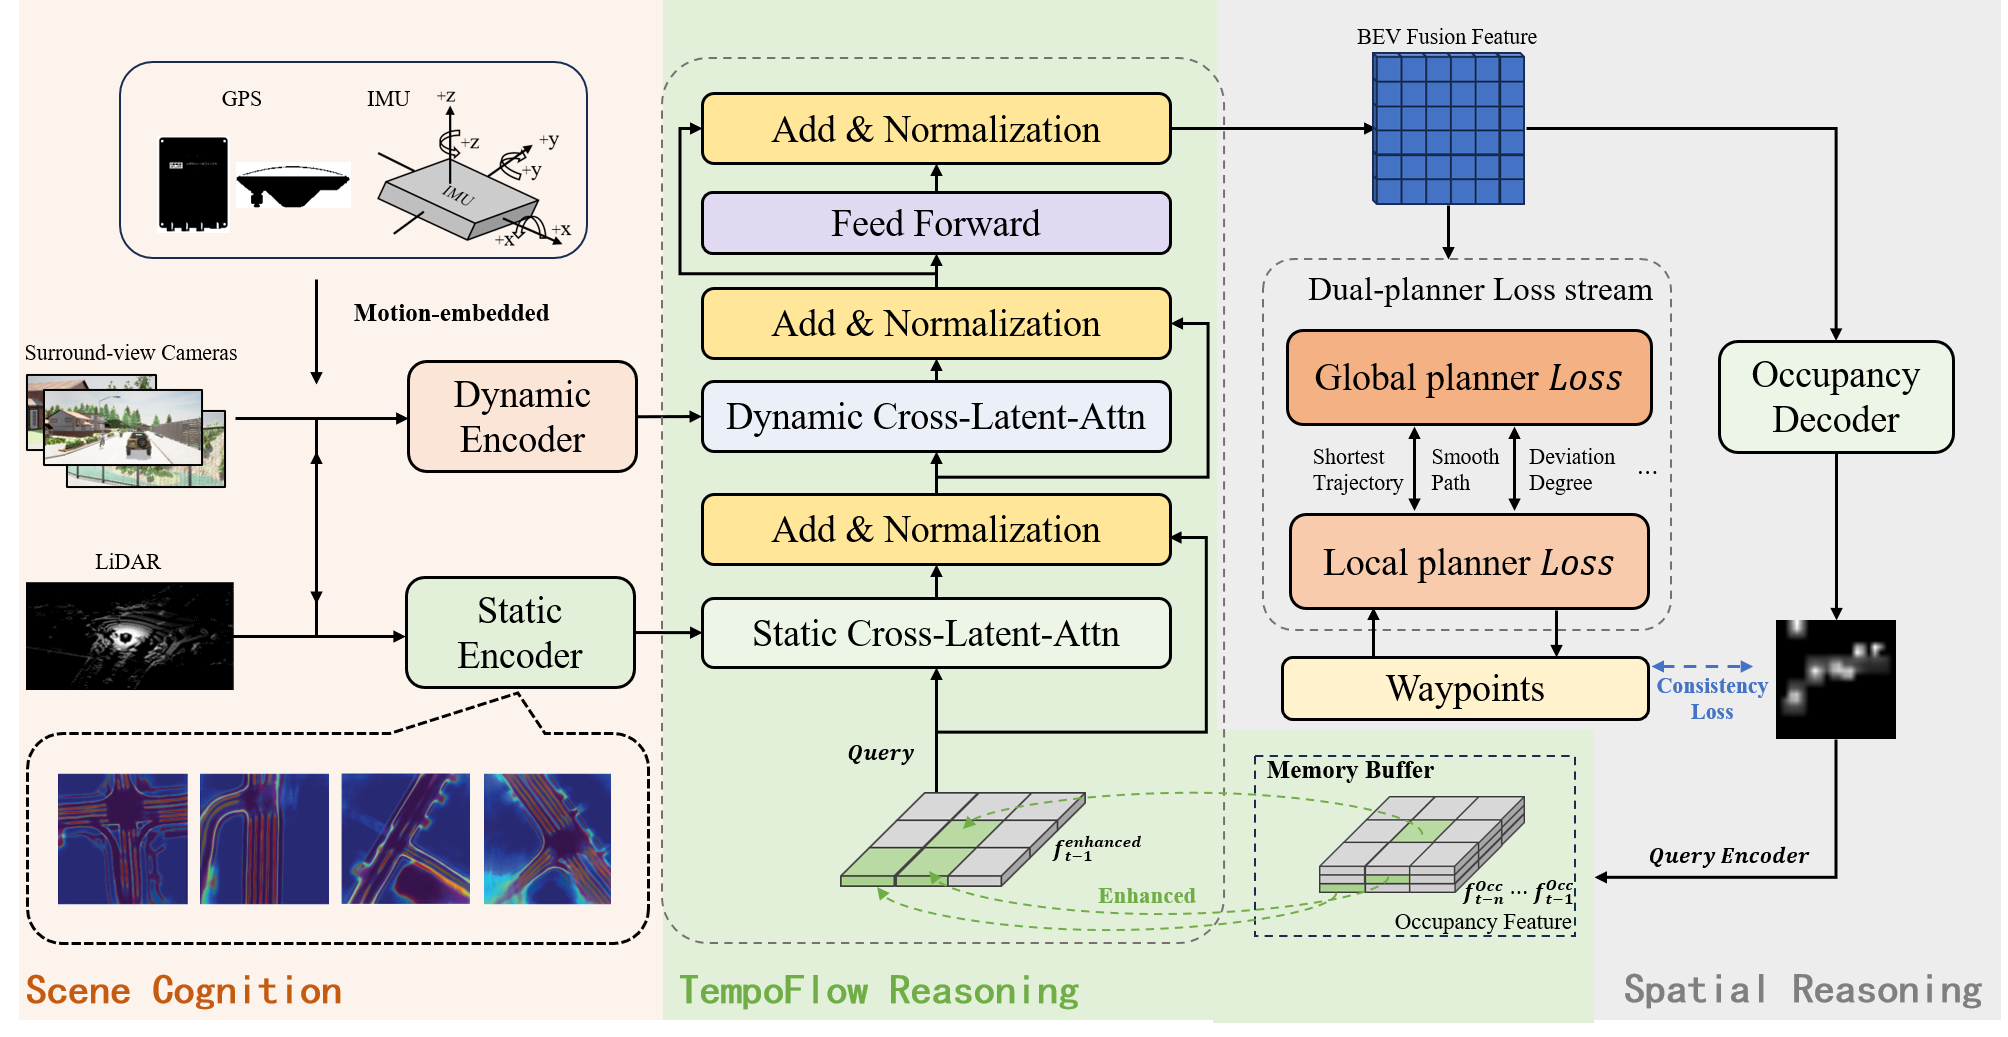 GPS
IMU
+z
+z
+y
+y
IMU
+x
+x
Motion-embedded
Surround-view Cameras
Dynamic
Encoder
LiDAR
Static
Encoder
Scene Cognition
Add & Normalization
Feed Forward
Add & Normalization
Dynamic Cross-Latent-Attn
Add & Normalization
Static Cross-Latent-Attn
Query
f_{t-1}^{enhanced}
Enhanced
TempoFlow Reasoning
Memory Buffer
f_{t-n}^{Occ} ... f_{t-1}^{Occ}
Occupancy Feature
BEV Fusion Feature
Dual-planner Loss stream
Global planner Loss
Shortest
Trajectory
Smooth
Path
Deviation
Degree
...
Local planner Loss
Waypoints
Consistency
Loss
Occupancy
Decoder
Query Encoder
Spatial Reasoning